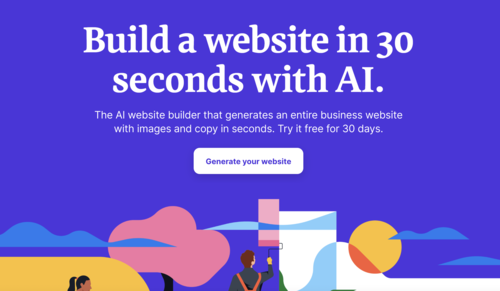 Build a website in 30
seconds with AI.
The AI website builder that generates an entire business website
with images and copy in seconds. Try it free for 30 days.
Generate your website